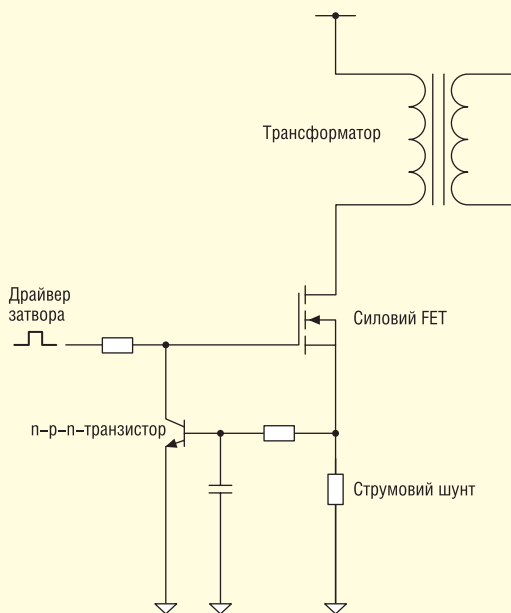 Трансформатор
Драйвер
затвора
Силовий FET
n–p–n–транзистор
Струмовий шунт